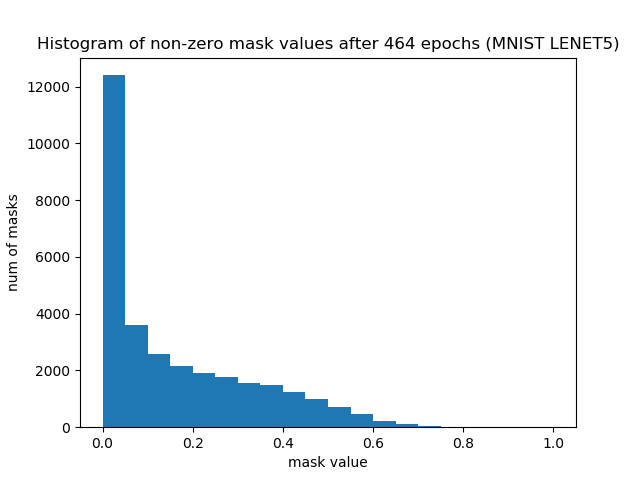 Histogram of non-zero mask values after 464 epochs (MNIST LENET5)
num of masks
12000
10000
8000
6000
4000
2000
0
0.0 0.2 0.4 0.6 0.8 1.0
mask value